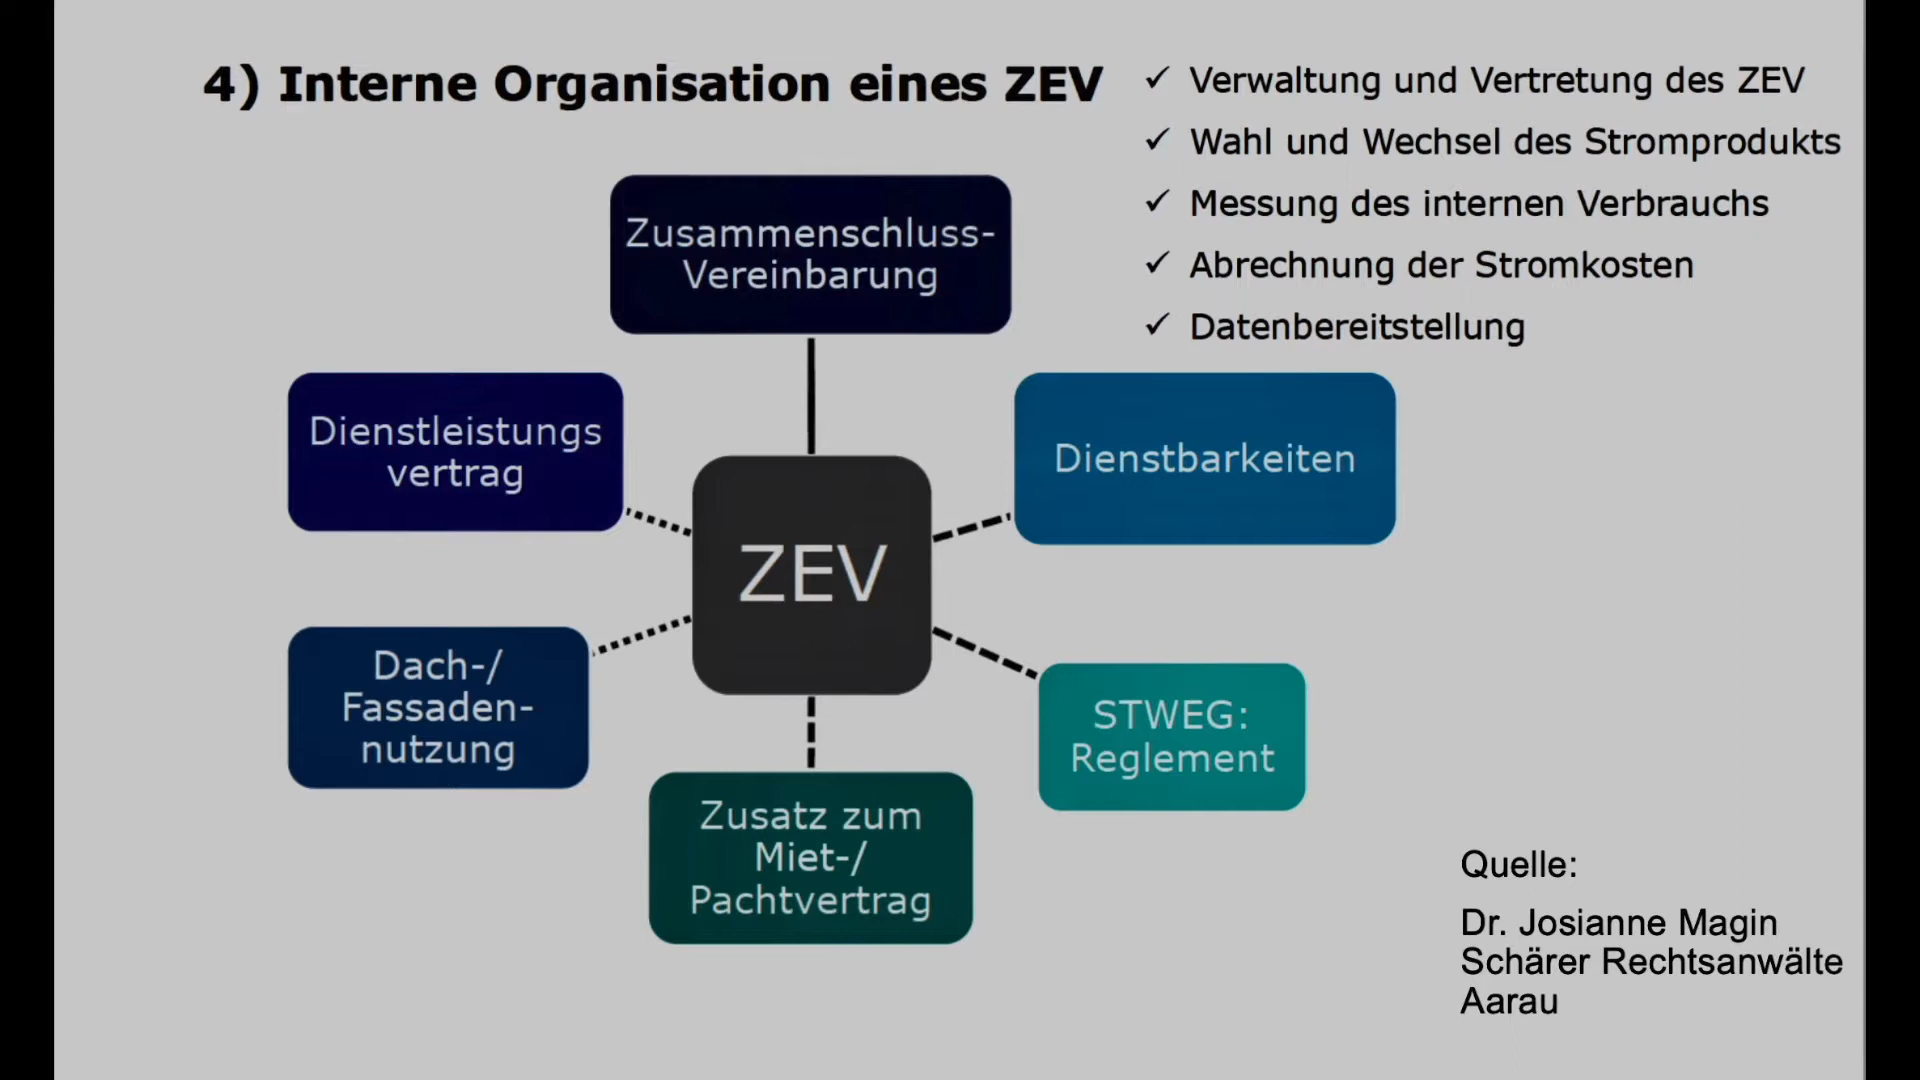 4) Interne Organisation eines ZEV
✓ Verwaltung und Vertretung des ZEV
✓ Wahl und Wechsel des Stromprodukts
✓ Messung des internen Verbrauchs
✓ Abrechnung der Stromkosten
✓ Datenbereitstellung
Zusammenschluss-
Vereinbarung
Dienstleistungs
vertrag
Dienstbarkeiten
ZEV
Dach-/
Fassaden-
nutzung
STWEG:
Reglement
Zusatz zum
Miet-/
Pachtvertrag
Quelle:
Dr. Josianne Magin
Schärer Rechtsanwälte
Aarau